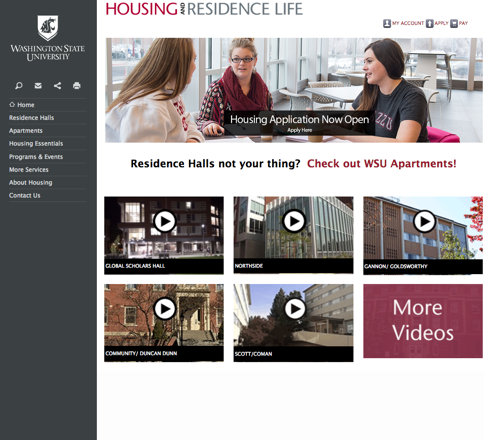 HOUSING AND RESIDENCE LIFE
MY ACCOUNT APPLY PAY
WASHINGTON STATE
UNIVERSITY
Home
Residence Halls
Apartments
Housing Essentials
Programs & Events
More Services
About Housing
Contact Us
ZZU
Housing Application Now Open
Apply Here
Residence Halls not your thing? Check out WSU Apartments!
GLOBAL SCHOLARS HALL
NORTHSIDE
GANNON/ GOLDSWORTHY
COMMUNITY/ DUNCAN DUNN
SCOTT/COMAN
More
Videos